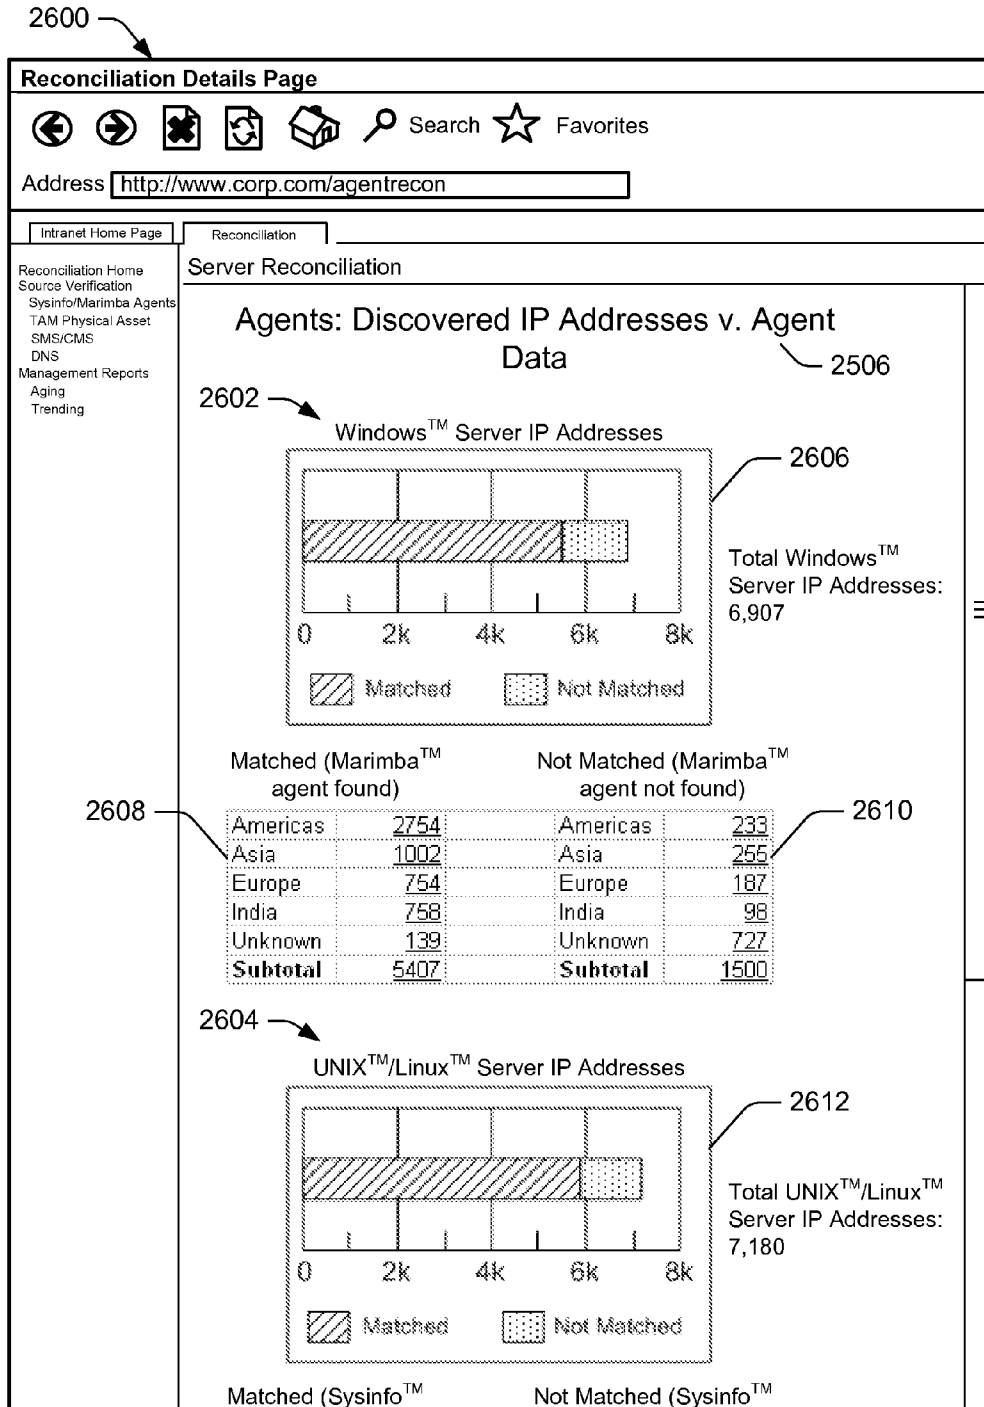 2600
Reconciliation Details Page
Search Favorites
Address http://www.corp.com/agentrecon
Intranet Home Page Reconciliation
Reconciliation Home
Source Verification
Sysinfo/Marimba Agents
TAM Physical Asset
SMS/CMS
DNS
Management Reports
Aging
Trending
Server Reconciliation
Agents: Discovered IP Addresses v. Agent
Data
2506
2602
Windows™ Server IP Addresses
2606
0 2k 4k 6k 8k
Matched Not Matched
Total Windows™
Server IP Addresses:
6,907
Matched (Marimba™
agent found)
Not Matched (Marimba™
agent not found)
2608
2610
Americas 2754 Americas 233
Asia 1002 Asia 255
Europe 754 Europe 187
India 758 India 98
Unknown 139 Unknown 727
Subtotal 5407 Subtotal 1500
2604
UNIX™/Linux™ Server IP Addresses
2612
0 2k 4k 6k 8k
Matched Not Matched
Total UNIX™/Linux™
Server IP Addresses:
7,180
Matched (Sysinfo™ Not Matched (Sysinfo™